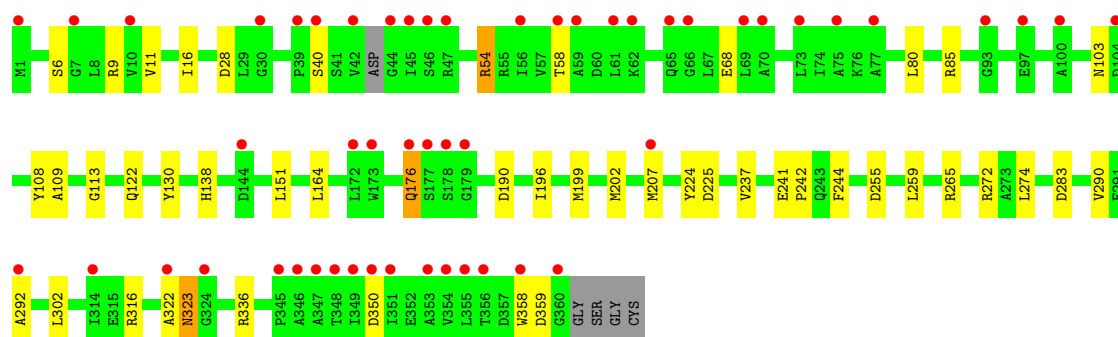 M1 S6 G7 L8 R9 V10 V11 I16 D28 L29 G30 P39 S40 S41 V42 ASP G44 I45 S46 R47 R54 R55 I56 V57 T58 A59 D60 L61 K62 Q65 G66 L67 E68 L69 A70 L73 I74 A75 K76 A77 L80 R85 G93 E97 A100 N103 D104
Y108 A109 G113 Q122 Y130 H138 D144 L151 L164 L172 W173 Q176 S177 S178 G179 D190 I196 M199 M202 M207 Y224 D225 V237 E241 P242 Q243 F244 D255 L259 R265 R272 A273 L274 D283 V290
A292 L302 I314 E315 R316 A322 N323 G324 R336 P345 A346 A347 T348 I349 D350 I351 E352 A353 V354 L355 T356 D357 W358 D359 G360 GLY SER GLY CYS